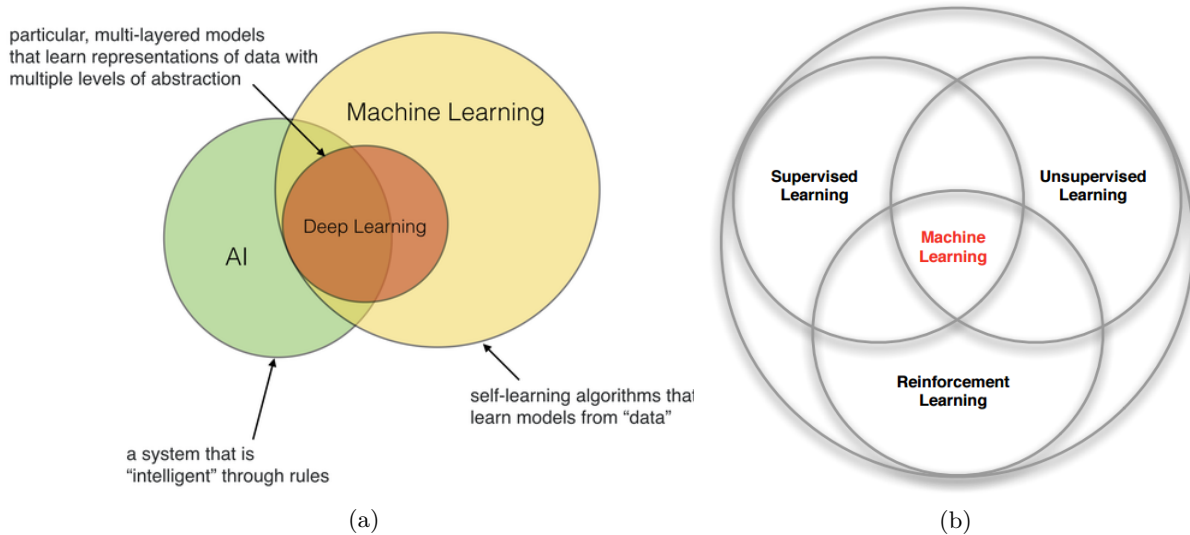 particular, multi-layered models
that learn representations of data with
multiple levels of abstraction
Machine Learning
Deep Learning
AI
self-learning algorithms that
learn models from “data”
a system that is
“intelligent” through rules
(a)
Supervised
Learning
Unsupervised
Learning
Machine
Learning
Reinforcement
Learning
(b)